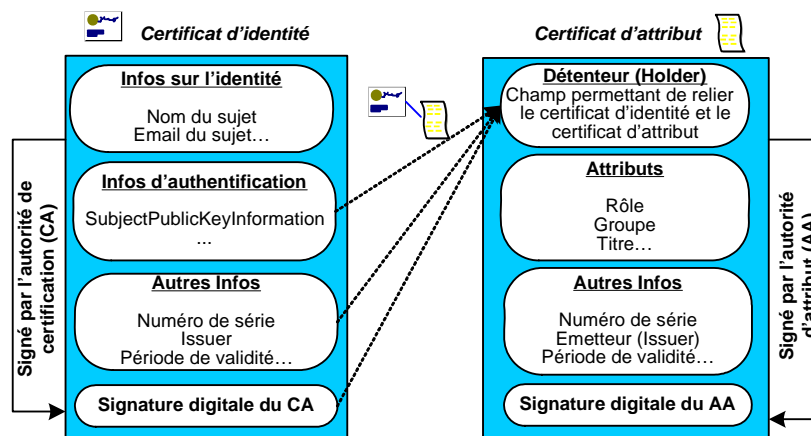 Certificat d'identité
Infos sur l'identité
Nom du sujet
Email du sujet…
Infos d'authentification
SubjectPublicKeyInformation
...
Autres Infos
Numéro de série
Issuer
Période de validité…
Signature digitale du CA
Signé par l'autorité de
certification (CA)
Certificat d'attribut
Détenteur (Holder)
Champ permettant de relier
le certificat d'identité et le
certificat d'attribut
Attributs
Rôle
Groupe
Titre…
Autres Infos
Numéro de série
Emetteur (Issuer)
Période de validité…
Signature digitale du AA
Signé par l'autorité
d'attribut (AA)